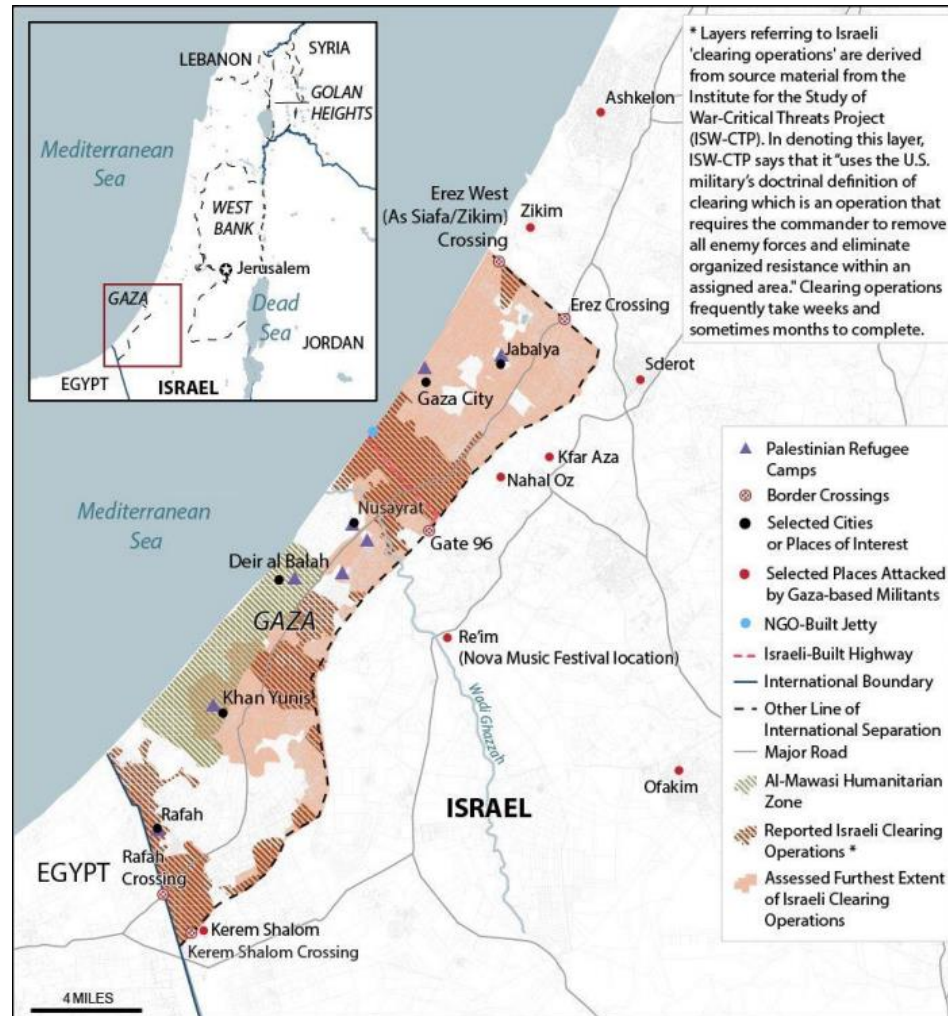 LEBANON
SYRIA
GOLAN
HEIGHTS
Mediterranean
Sea
WEST
BANK
Jerusalem
GAZA
Dead
Sea
JORDAN
EGYPT
ISRAEL
* Layers referring to Israeli
'clearing operations' are derived
from source material from the
Institute for the Study of
War-Critical Threats Project
(ISW-CTP). In denoting this layer,
ISW-CTP says that it "uses the U.S.
military's doctrinal definition of
clearing which is an operation that
requires the commander to remove
all enemy forces and eliminate
organized resistance within an
assigned area." Clearing operations
frequently take weeks and
sometimes months to complete.
Ashkelon
Erez West
(As Siafa/Zikim)
Crossing
Zikim
Erez Crossing
Jabalya
Sderot
Gaza City
Kfar Aza
Nahal Oz
Mediterranean
Sea
Nusayrat
Gate 96
Deir al Balah
GAZA
Re'im
(Nova Music Festival location)
Khan Yunis
Wadi Ghazzah
Ofakim
ISRAEL
Rafah
EGYPT
Rafah
Crossing
Kerem Shalom
Kerem Shalom Crossing
4 MILES
Palestinian Refugee
Camps
Border Crossings
Selected Cities
or Places of Interest
Selected Places Attacked
by Gaza-based Militants
NGO-Built Jetty
Israeli-Built Highway
International Boundary
Other Line of
International Separation
Major Road
Al-Mawasi Humanitarian
Zone
Reported Israeli Clearing
Operations *
Assessed Furthest Extent
of Israeli Clearing
Operations